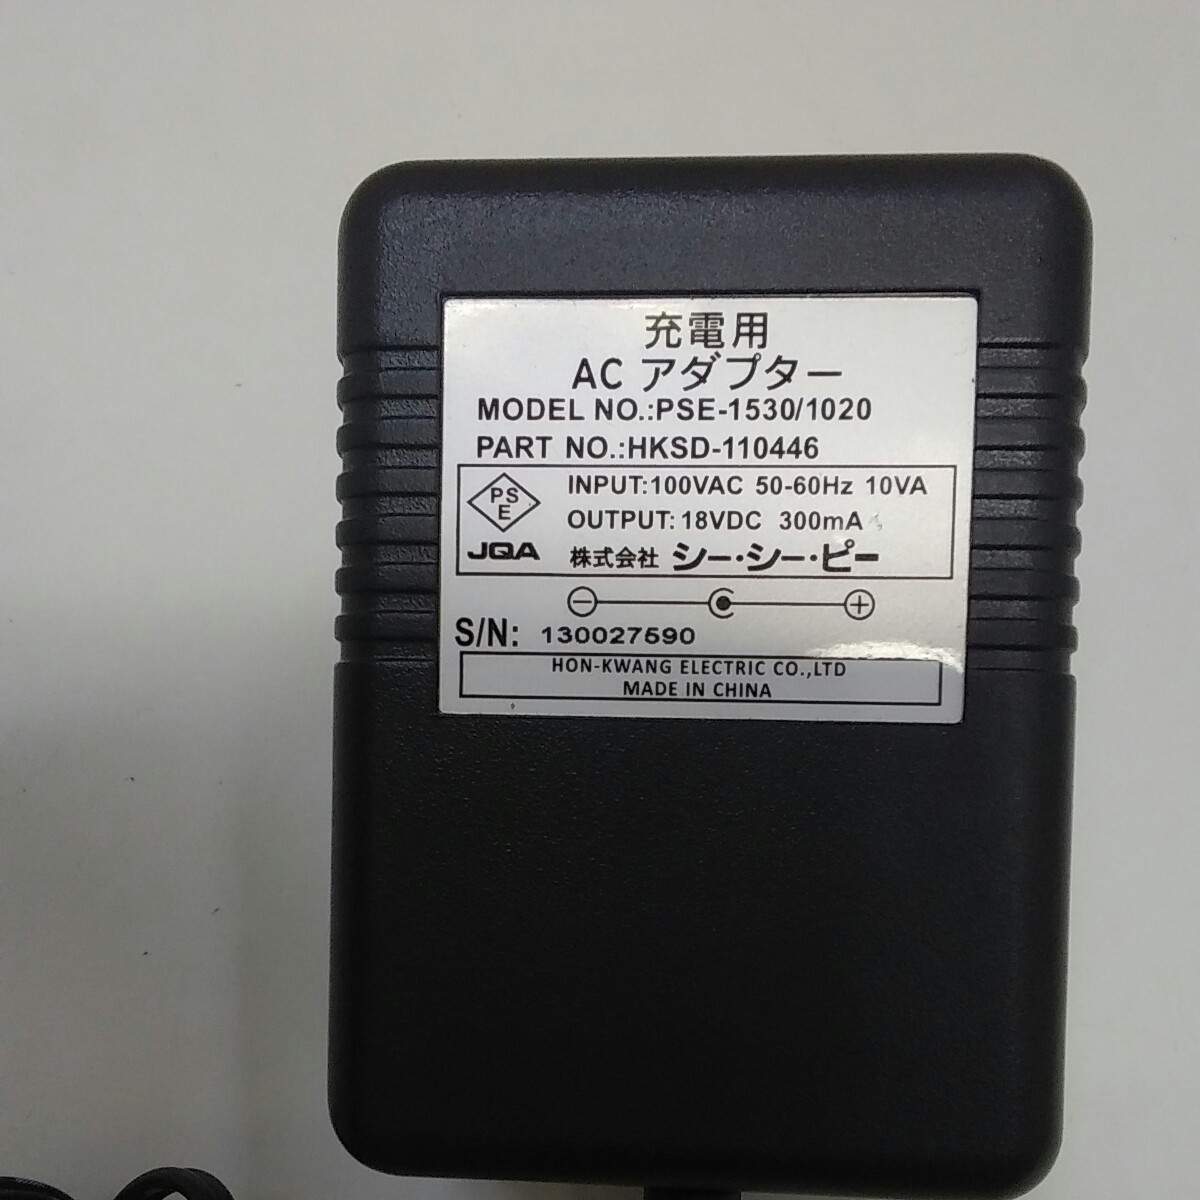 充電用
AC アダプター
MODEL NO.:PSE-1530/1020
PART NO.:HKSD-110446
PS
E
INPUT:100VAC 50-60Hz 10VA
OUTPUT:18VDC 300mA
JQA 株式会社 シー・シー・ピー
S/N: 130027590
HON-KWANG ELECTRIC CO.,LTD
MADE IN CHINA